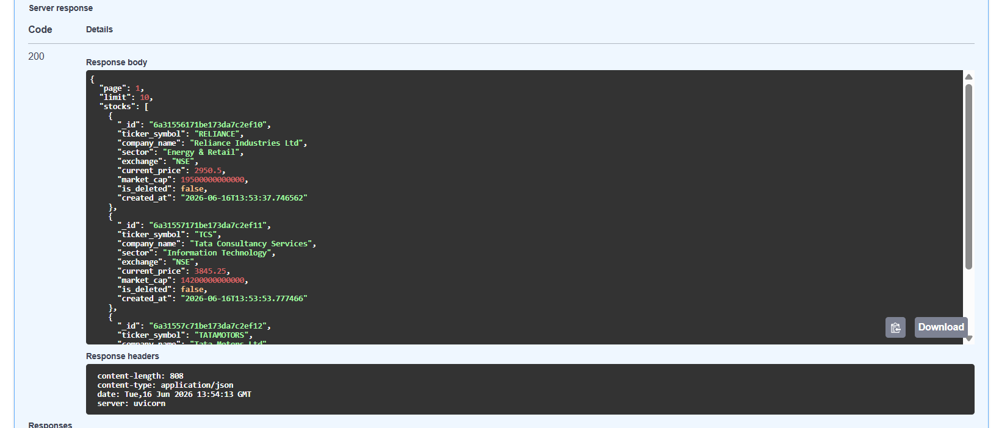 Server response
Code Details
200
Response body
{
"page": 1,
"limit": 10,
"stocks": [
{
"_id": "6a31556171be173da7c2ef10",
"ticker_symbol": "RELIANCE",
"company_name": "Reliance Industries Ltd",
"sector": "Energy & Retail",
"exchange": "NSE",
"current_price": 2950.5,
"market_cap": 19500000000000,
"is_deleted": false,
"created_at": "2026-06-16T13:53:37.746562"
},
{
"_id": "6a31557171be173da7c2ef11",
"ticker_symbol": "TCS",
"company_name": "Tata Consultancy Services",
"sector": "Information Technology",
"exchange": "NSE",
"current_price": 3845.25,
"market_cap": 14200000000000,
"is_deleted": false,
"created_at": "2026-06-16T13:53:53.777466"
},
{
"_id": "6a31557c71be173da7c2ef12",
"ticker_symbol": "TATAMOTORS",
"company_name": "Tata Motors Ltd"
Download
Response headers
content-length: 808
content-type: application/json
date: Tue,16 Jun 2026 13:54:13 GMT
server: uvicorn
Responses